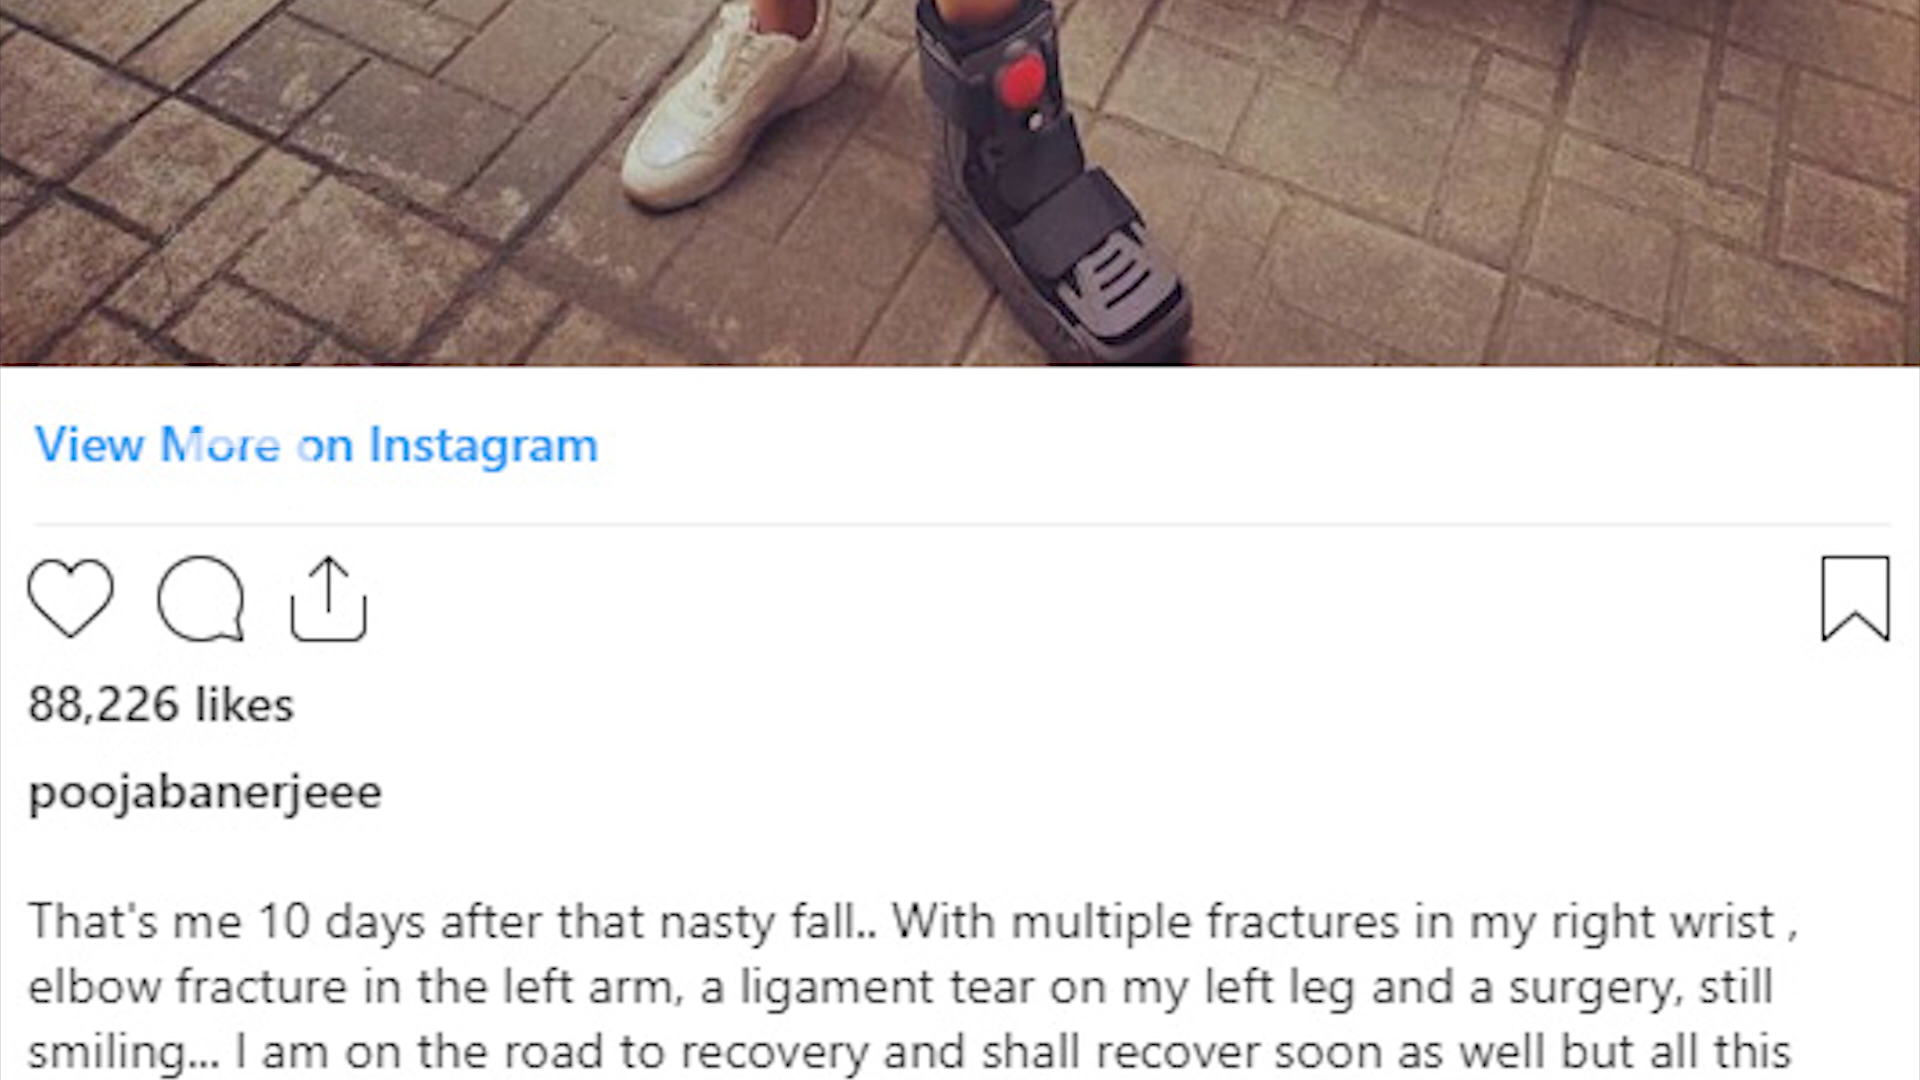 View More on Instagram
88,226 likes
poojabanerjeee
That's me 10 days after that nasty fall.. With multiple fractures in my right wrist ,
elbow fracture in the left arm, a ligament tear on my left leg and a surgery, still
smiling... I am on the road to recovery and shall recover soon as well but all this